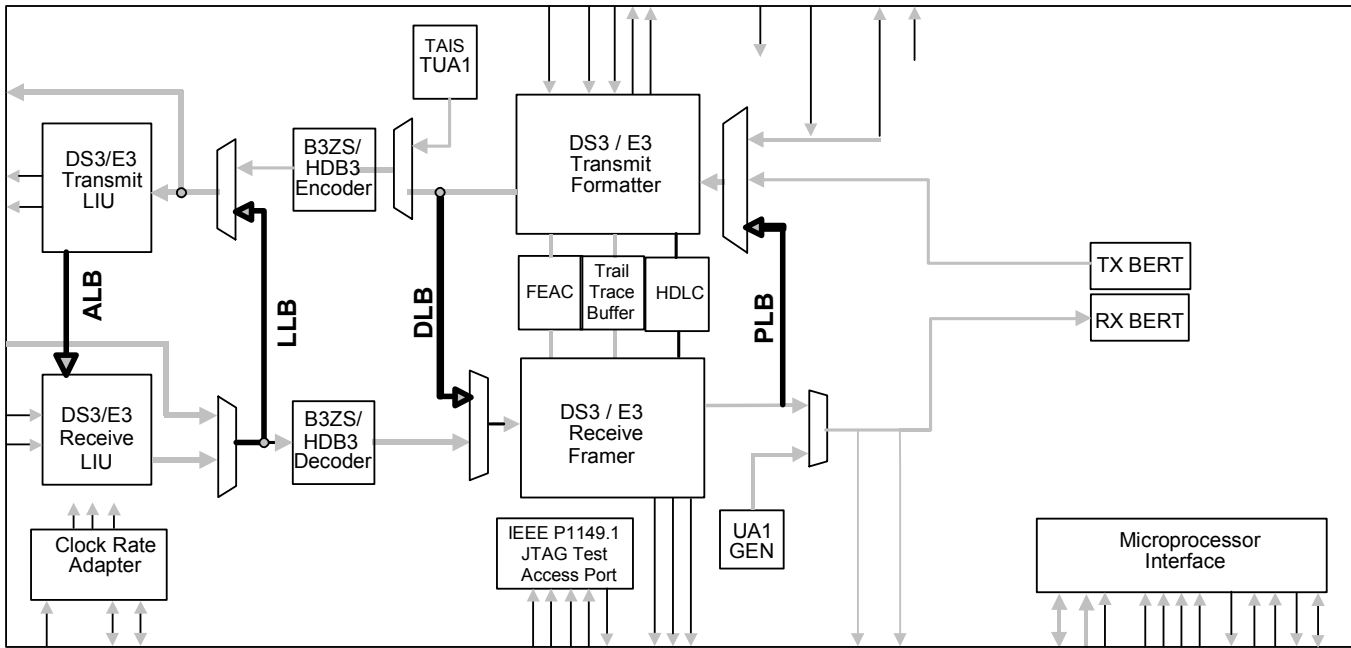 TAIS
TUA1
DS3/E3
Transmit
LIU
B3ZS/
HDB3
Encoder
DS3 / E3
Transmit
Formatter
ALB
LLB
DLB
FEAC
Trail
Trace
Buffer
HDLC
PLB
TX BERT
RX BERT
DS3/E3
Receive
LIU
B3ZS/
HDB3
Decoder
DS3 / E3
Receive
Framer
Clock Rate
Adapter
IEEE P1149.1
JTAG Test
Access Port
UA1
GEN
Microprocessor
Interface